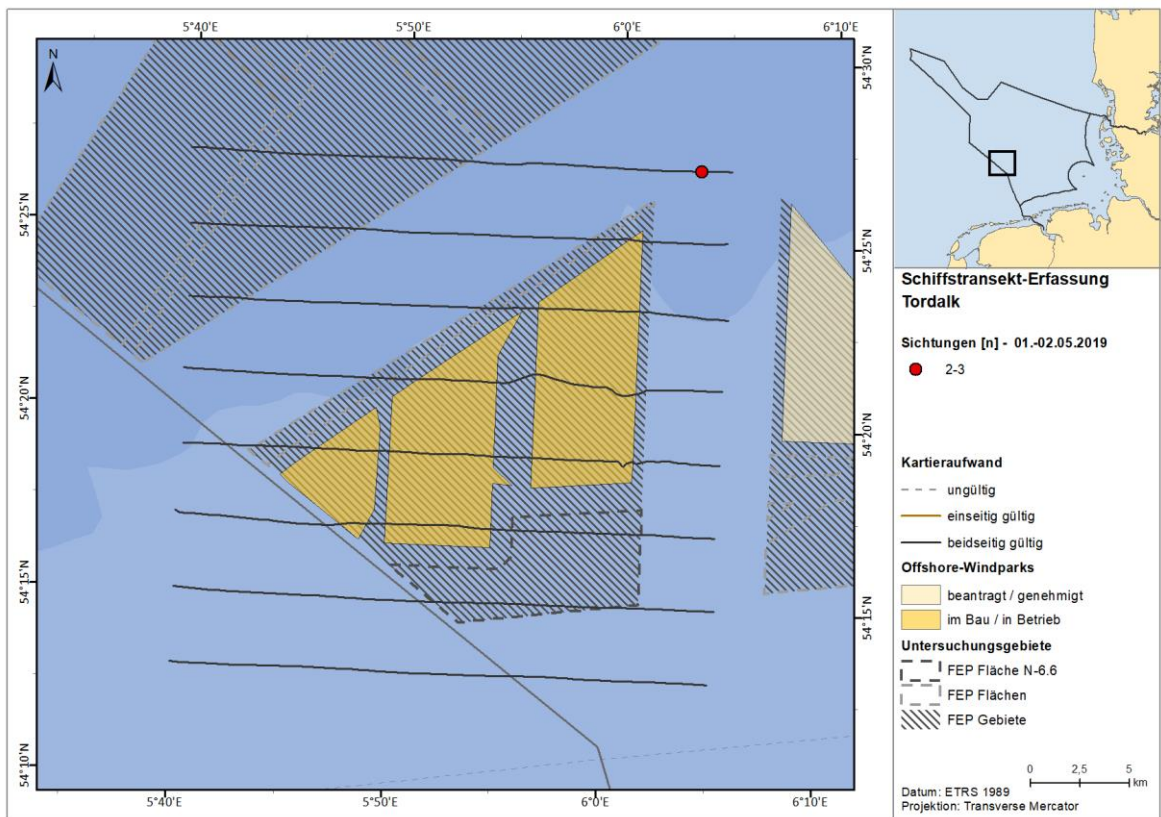 5°40'E 5°50'E 6°0'E 6°10'E
N
54°30'N
54°25'N
54°25'N
54°20'N
54°20'N
54°15'N
54°15'N
54°10'N
5°40'E 5°50'E 6°0'E 6°10'E
Schiffstransekt-Erfassung
Tordalk
Sichtungen [n] - 01.-02.05.2019
2-3
Kartieraufwand
ungültig
einseitig gültig
beidseitig gültig
Offshore-Windparks
beantragt / genehmigt
im Bau / in Betrieb
Untersuchungsgebiete
FEP Fläche N-6.6
FEP Flächen
FEP Gebiete
0 2,5 5
km
Datum: ETRS 1989
Projektion: Transverse Mercator